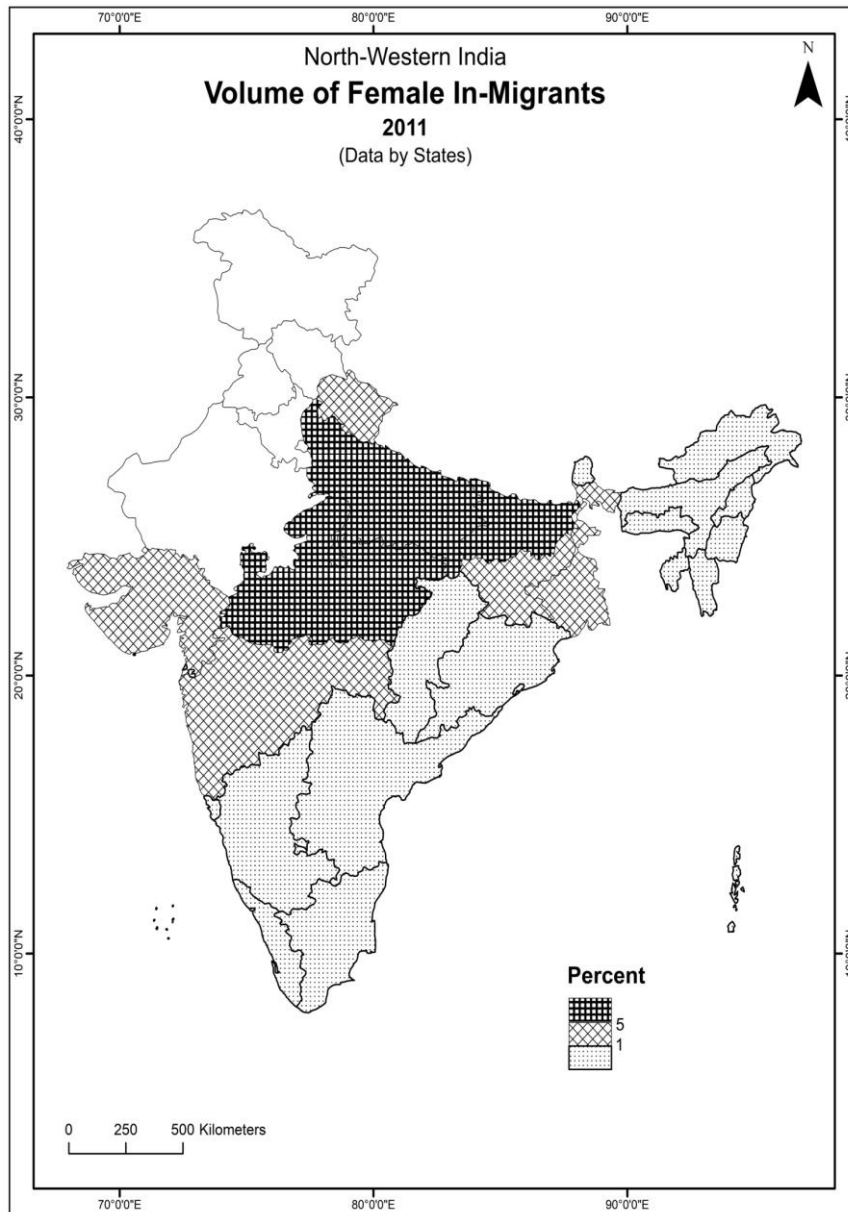 70°0'0"E 80°0'0"E 90°0'0"E
North-Western India
Volume of Female In-Migrants
2011
(Data by States)
N
40°0'0"N
30°0'0"N
20°0'0"N
10°0'0"N
Percent
5
1
0 250 500 Kilometers
70°0'0"E 80°0'0"E 90°0'0"E